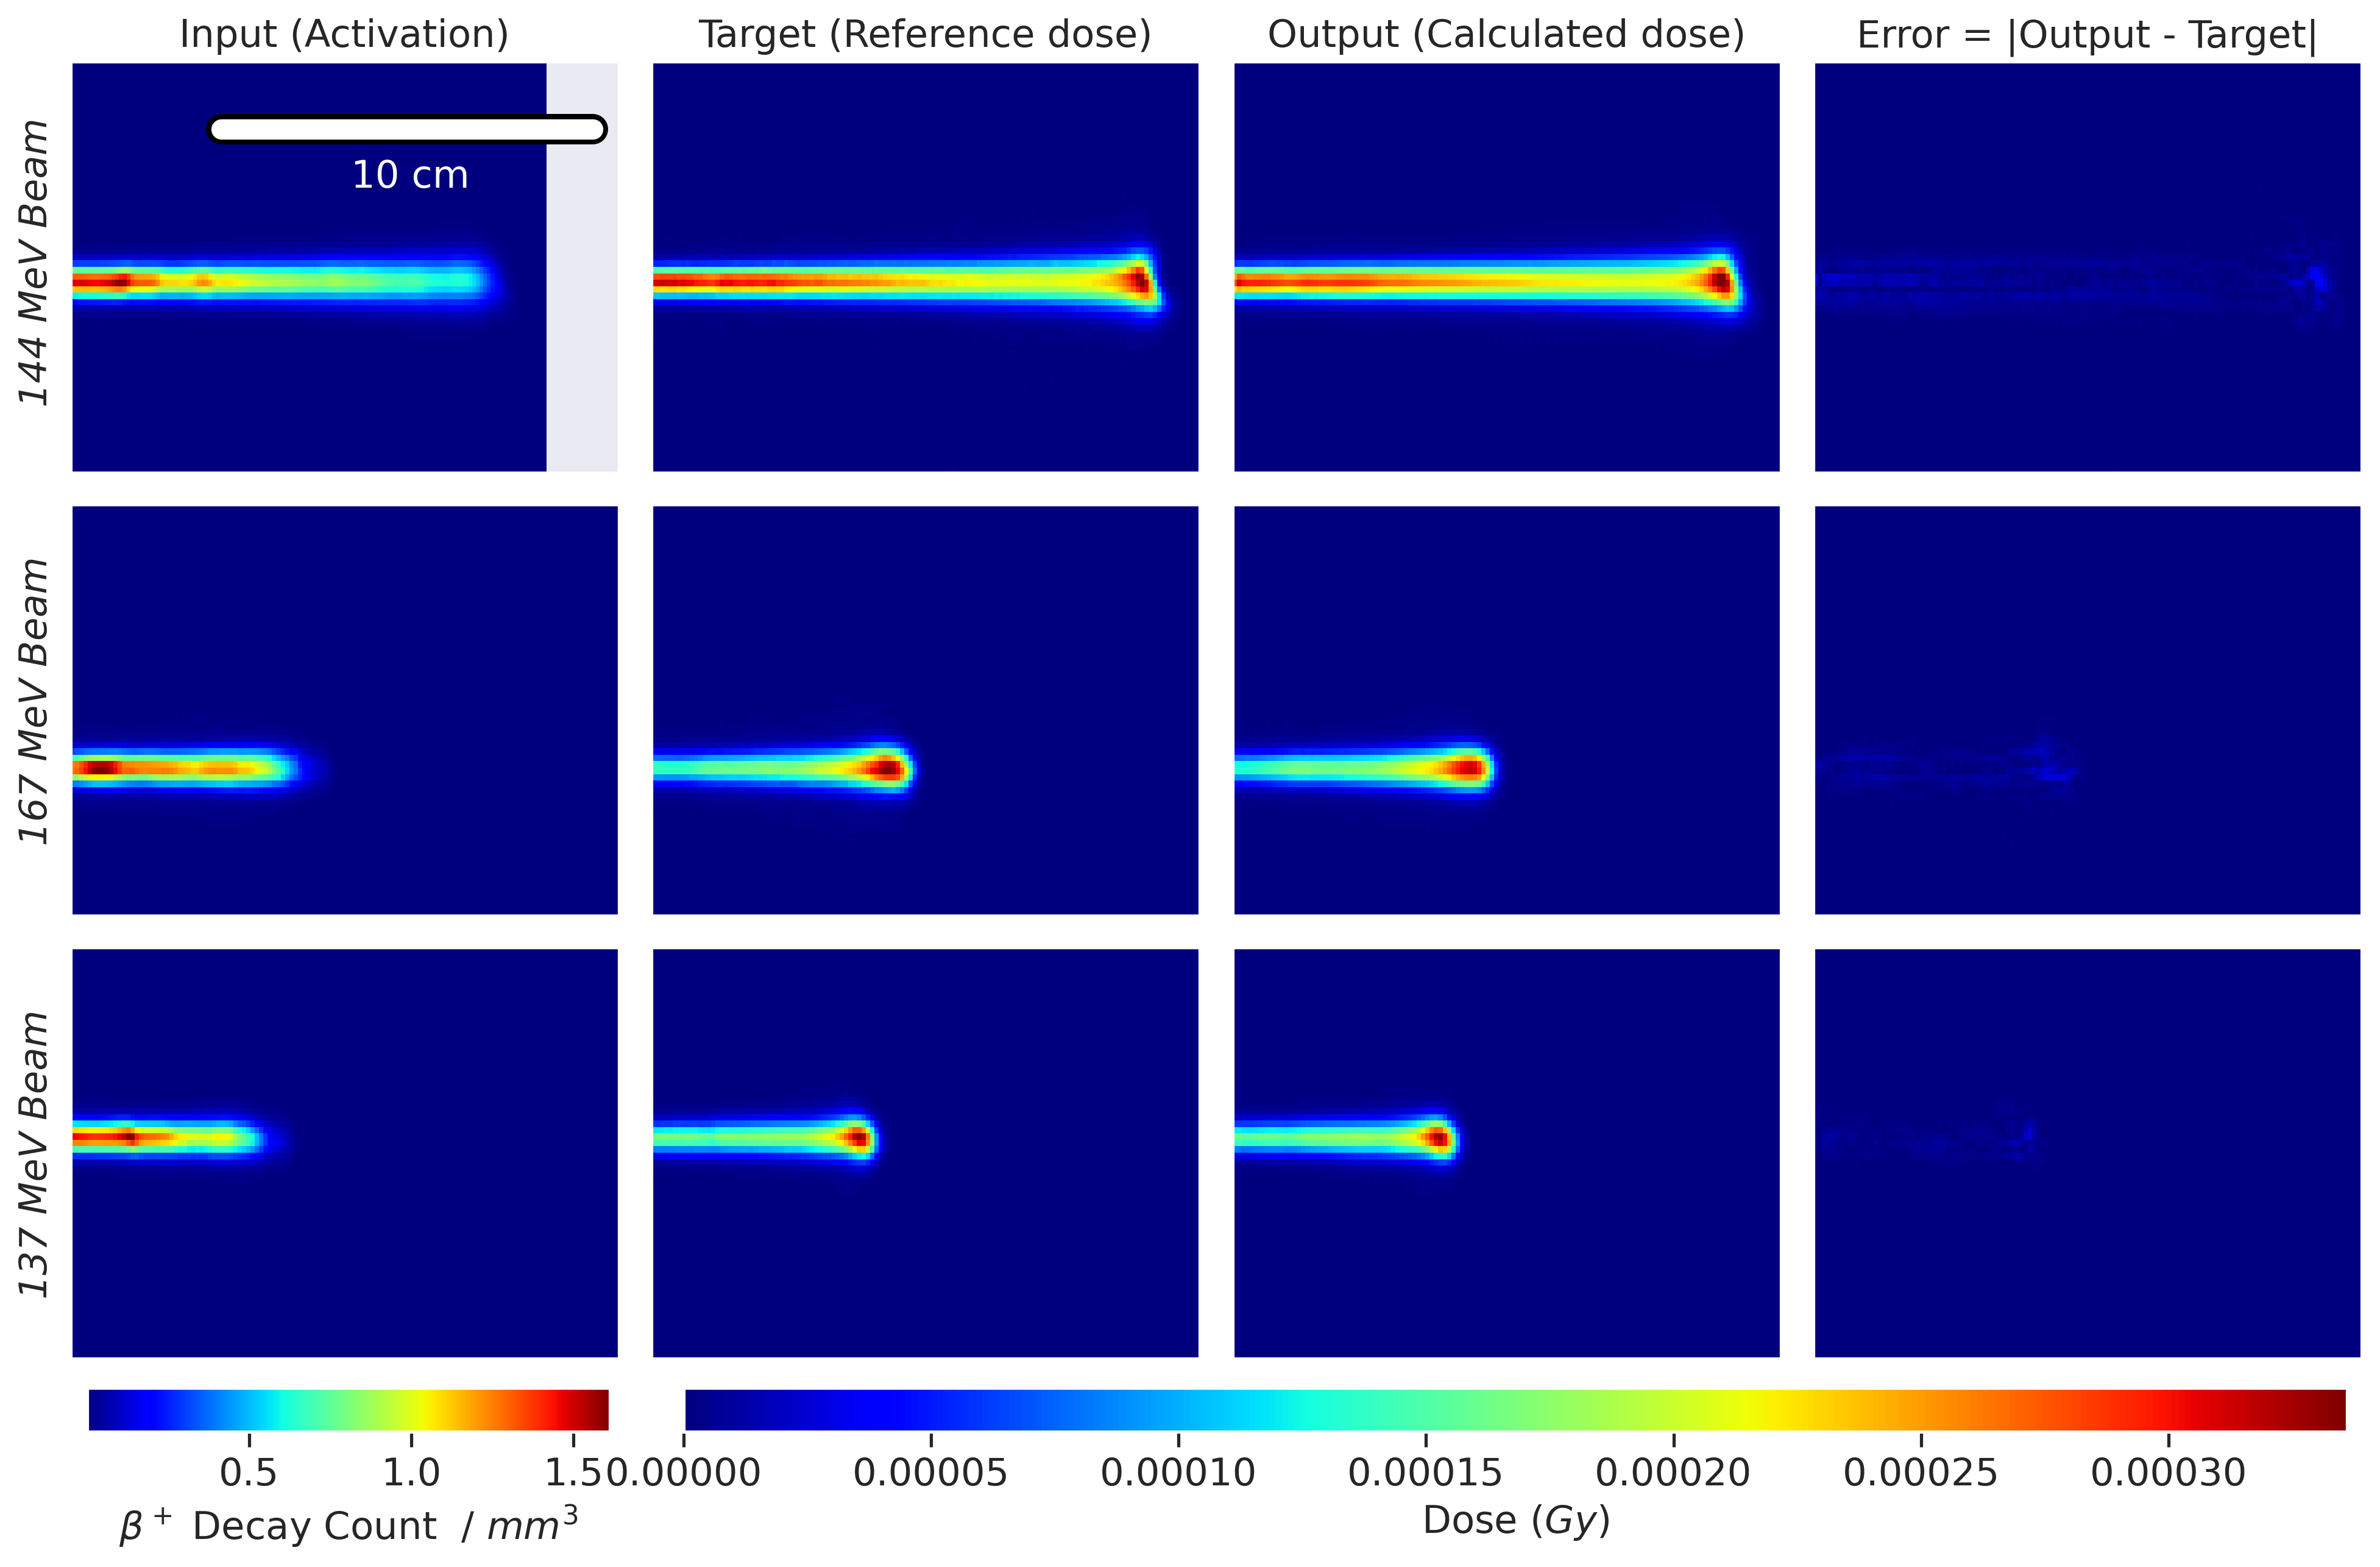 Input (Activation)
Target (Reference dose)
Output (Calculated dose)
Error = |Output - Target|
144 MeV Beam
10 cm
167 MeV Beam
137 MeV Beam
0.5 1.0 1.5
0.00000 0.00005 0.00010 0.00015 0.00020 0.00025 0.00030
β⁺ Decay Count / mm³
Dose (Gy)